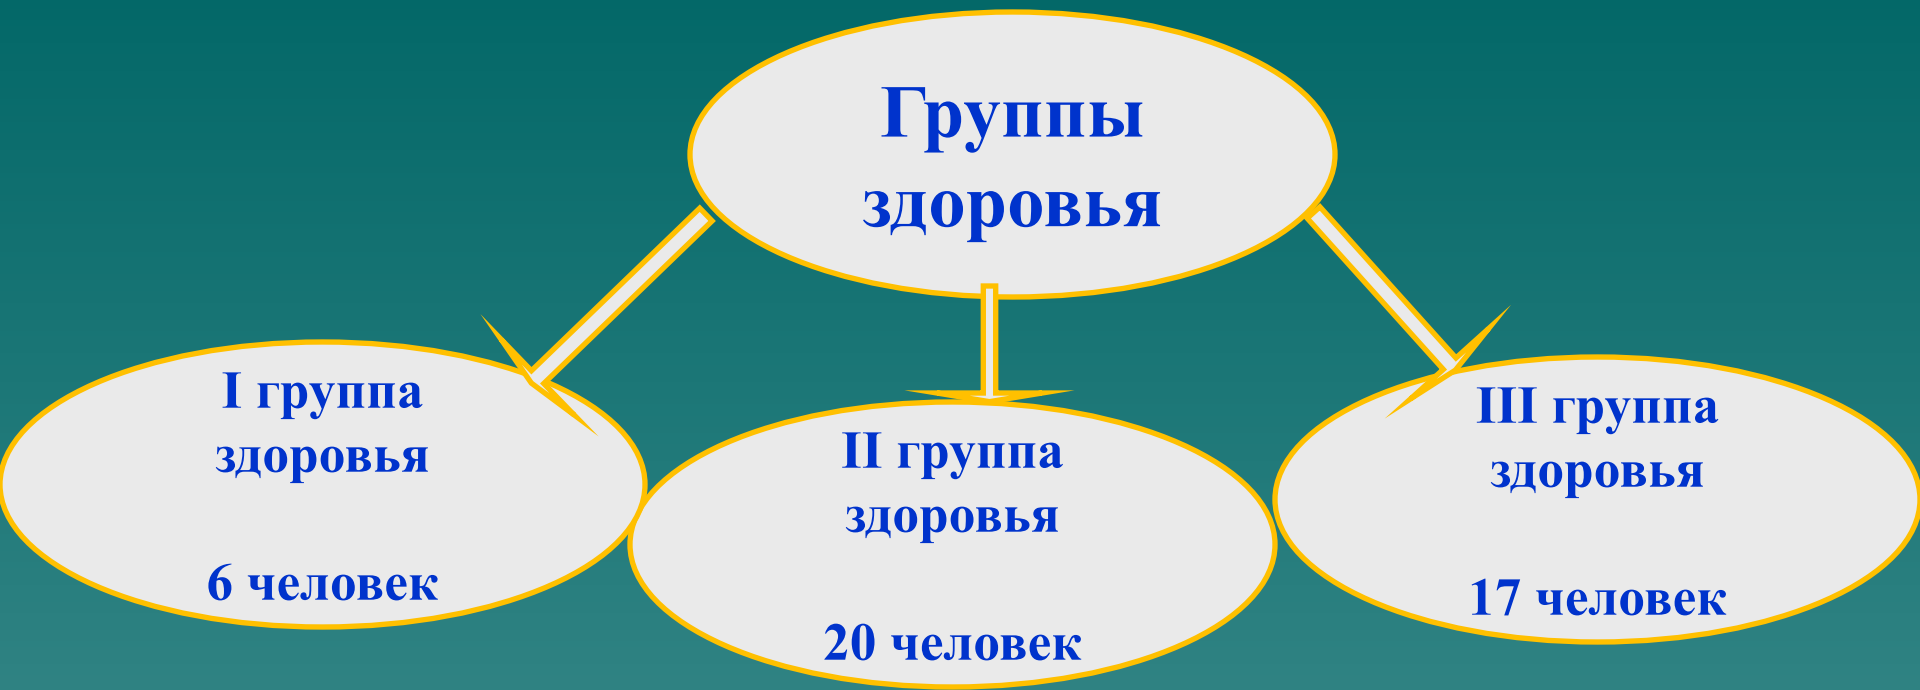 Группы
здоровья
I группа
здоровья
6 человек
II группа
здоровья
20 человек
III группа
здоровья
17 человек